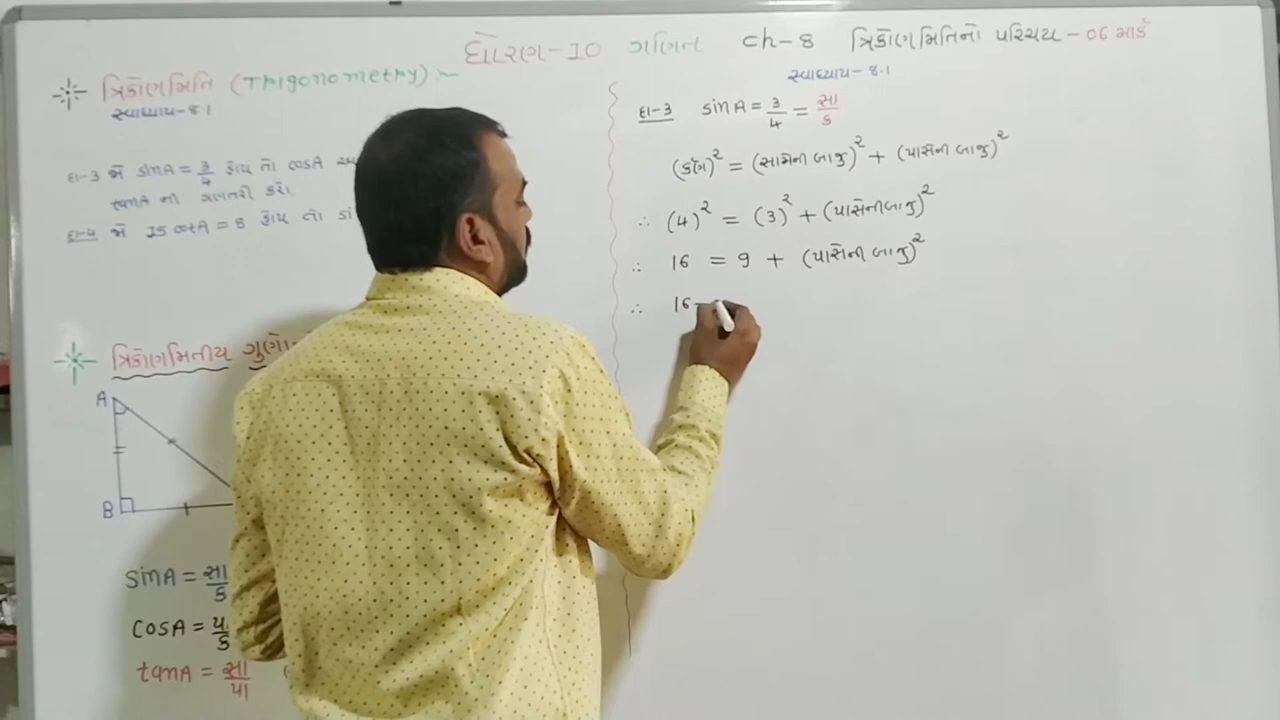 ધોરણ-10 ગણિત ch-8 ત્રિકોણમિતિનો પરિચય - 06 માર્ક
ત્રિકોણમિતિ (Trigonometry) :-
સ્વાધ્યાય-8.1
દા-3 જો sinA = 3/4 હોય તો cosA
tanA ની ગણતરી કરો.
દા-4 જો 15 cotA = 8 હોય તો
ત્રિકોણમિતીય ગુણો
A
B
sinA = સા/ક
cosA = પા/ક
tanA = સા/પા
સ્વાધ્યાય - 8.1
દા-3 sinA = 3/4 = સા/ક
(કર્ણ)² = (સામેની બાજુ)² + (પાસેની બાજુ)²
∴ (4)² = (3)² + (પાસેની બાજુ)²
∴ 16 = 9 + (પાસેની બાજુ)²
∴ 16 -